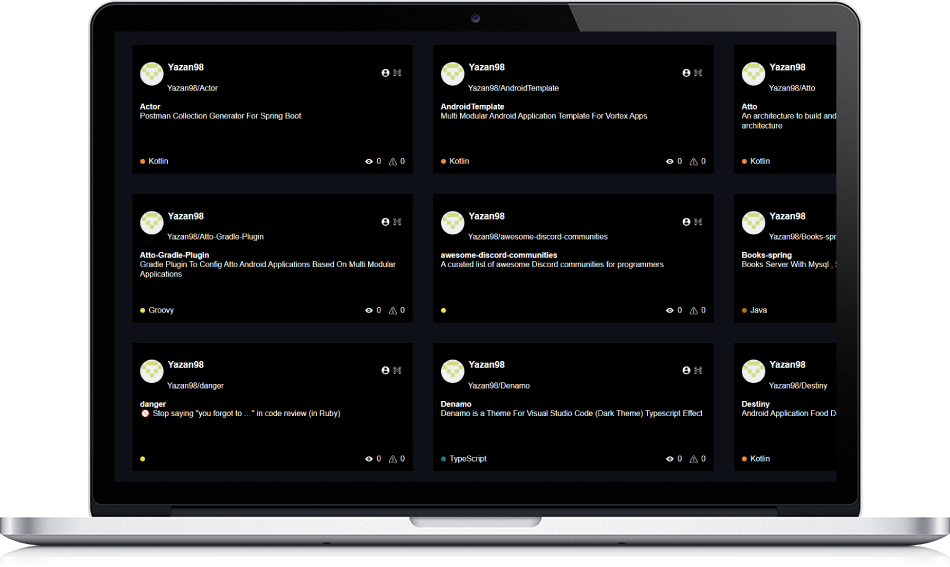 Yazan98
Yazan98/Actor
Actor
Postman Collection Generator For Spring Boot
Kotlin
0 0
Yazan98
Yazan98/AndroidTemplate
AndroidTemplate
Multi Modular Android Application Template For Vortex Apps
Kotlin
0 0
Yazan98
Yazan98/Atto
Atto
An architecture to build and
architecture
Kotlin
Yazan98
Yazan98/Atto-Gradle-Plugin
Atto-Gradle-Plugin
Gradle Plugin To Config Atto Android Applications Based On Multi Modular
Applications
Groovy
0 0
Yazan98
Yazan98/awesome-discord-communities
awesome-discord-communities
A curated list of awesome Discord communities for programmers
0 0
Yazan98
Yazan98/Books-spr
Books-spring
Books Server With Mysql ,
Java
Yazan98
Yazan98/danger
danger
🚫 Stop saying "you forgot to …" in code review (in Ruby)
0 0
Yazan98
Yazan98/Denamo
Denamo
Denamo is a Theme For Visual Studio Code (Dark Theme) Typescript Effect
TypeScript
0 0
Yazan98
Yazan98/Destiny
Destiny
Android Application Food D
Kotlin